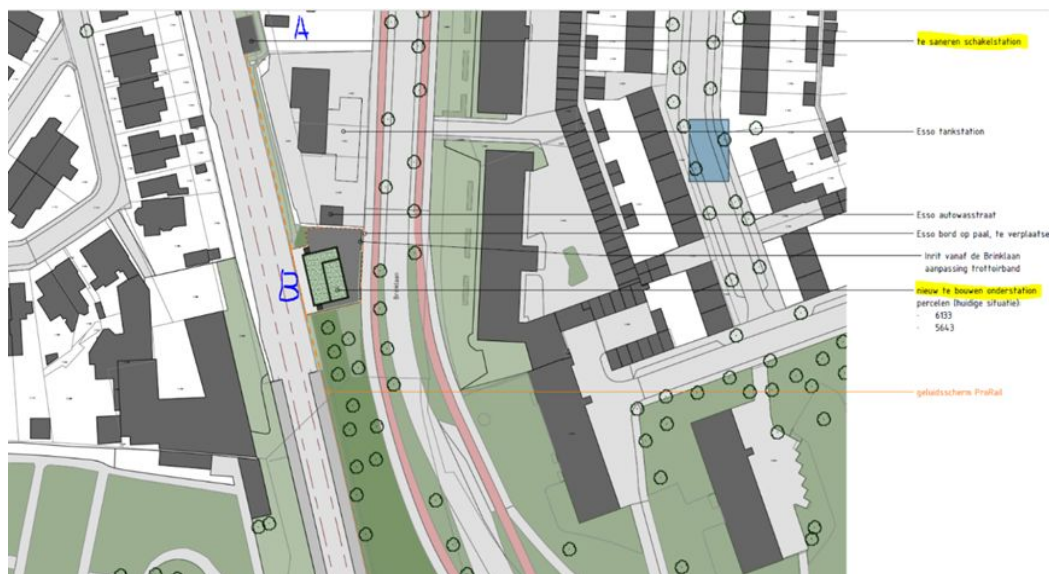 A
te saneren schakelstation
Esso tankstation
Esso autowasstraat
Esso bord op paal, te verplaatse
Inrit vanaf de Brinklaan
aanpassing trottoirband
B
Brinklaan
nieuw te bouwen onderstation
percelen (huidige situatie):
- 6133
- 5643
geluidsscherm ProRail